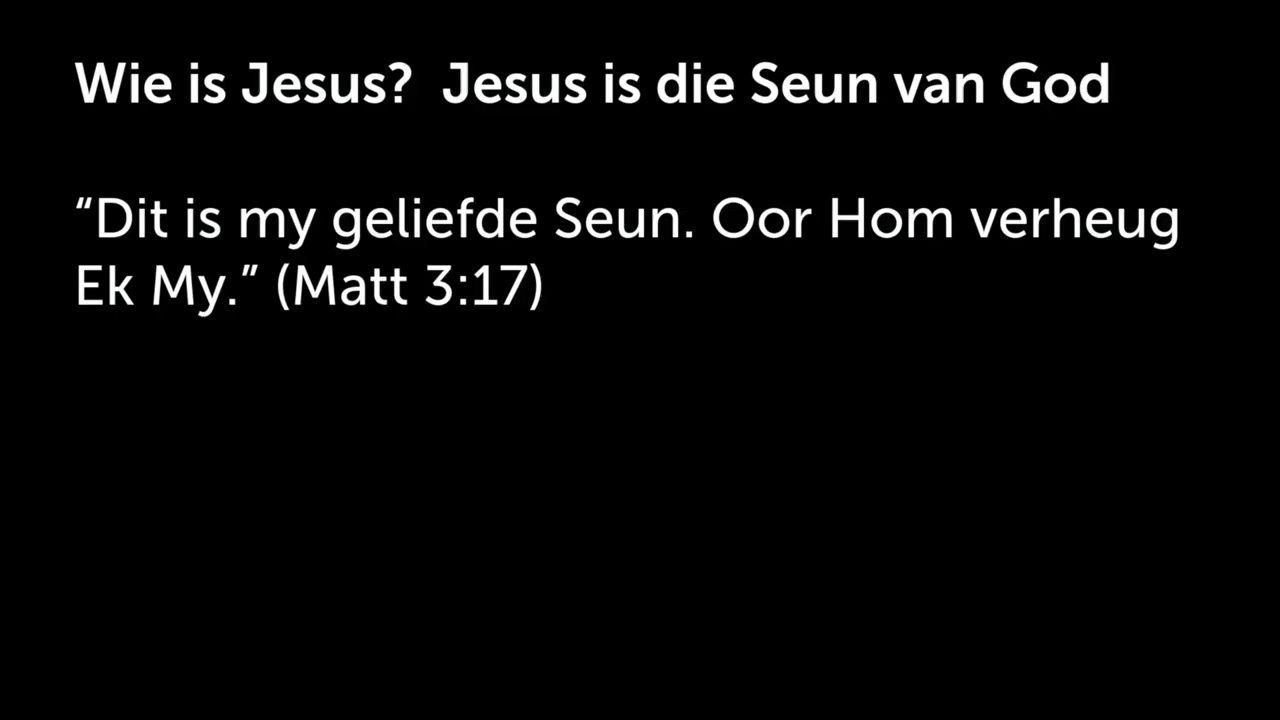 Wie is Jesus?  Jesus is die Seun van God
“Dit is my geliefde Seun. Oor Hom verheug
Ek My.” (Matt 3:17)